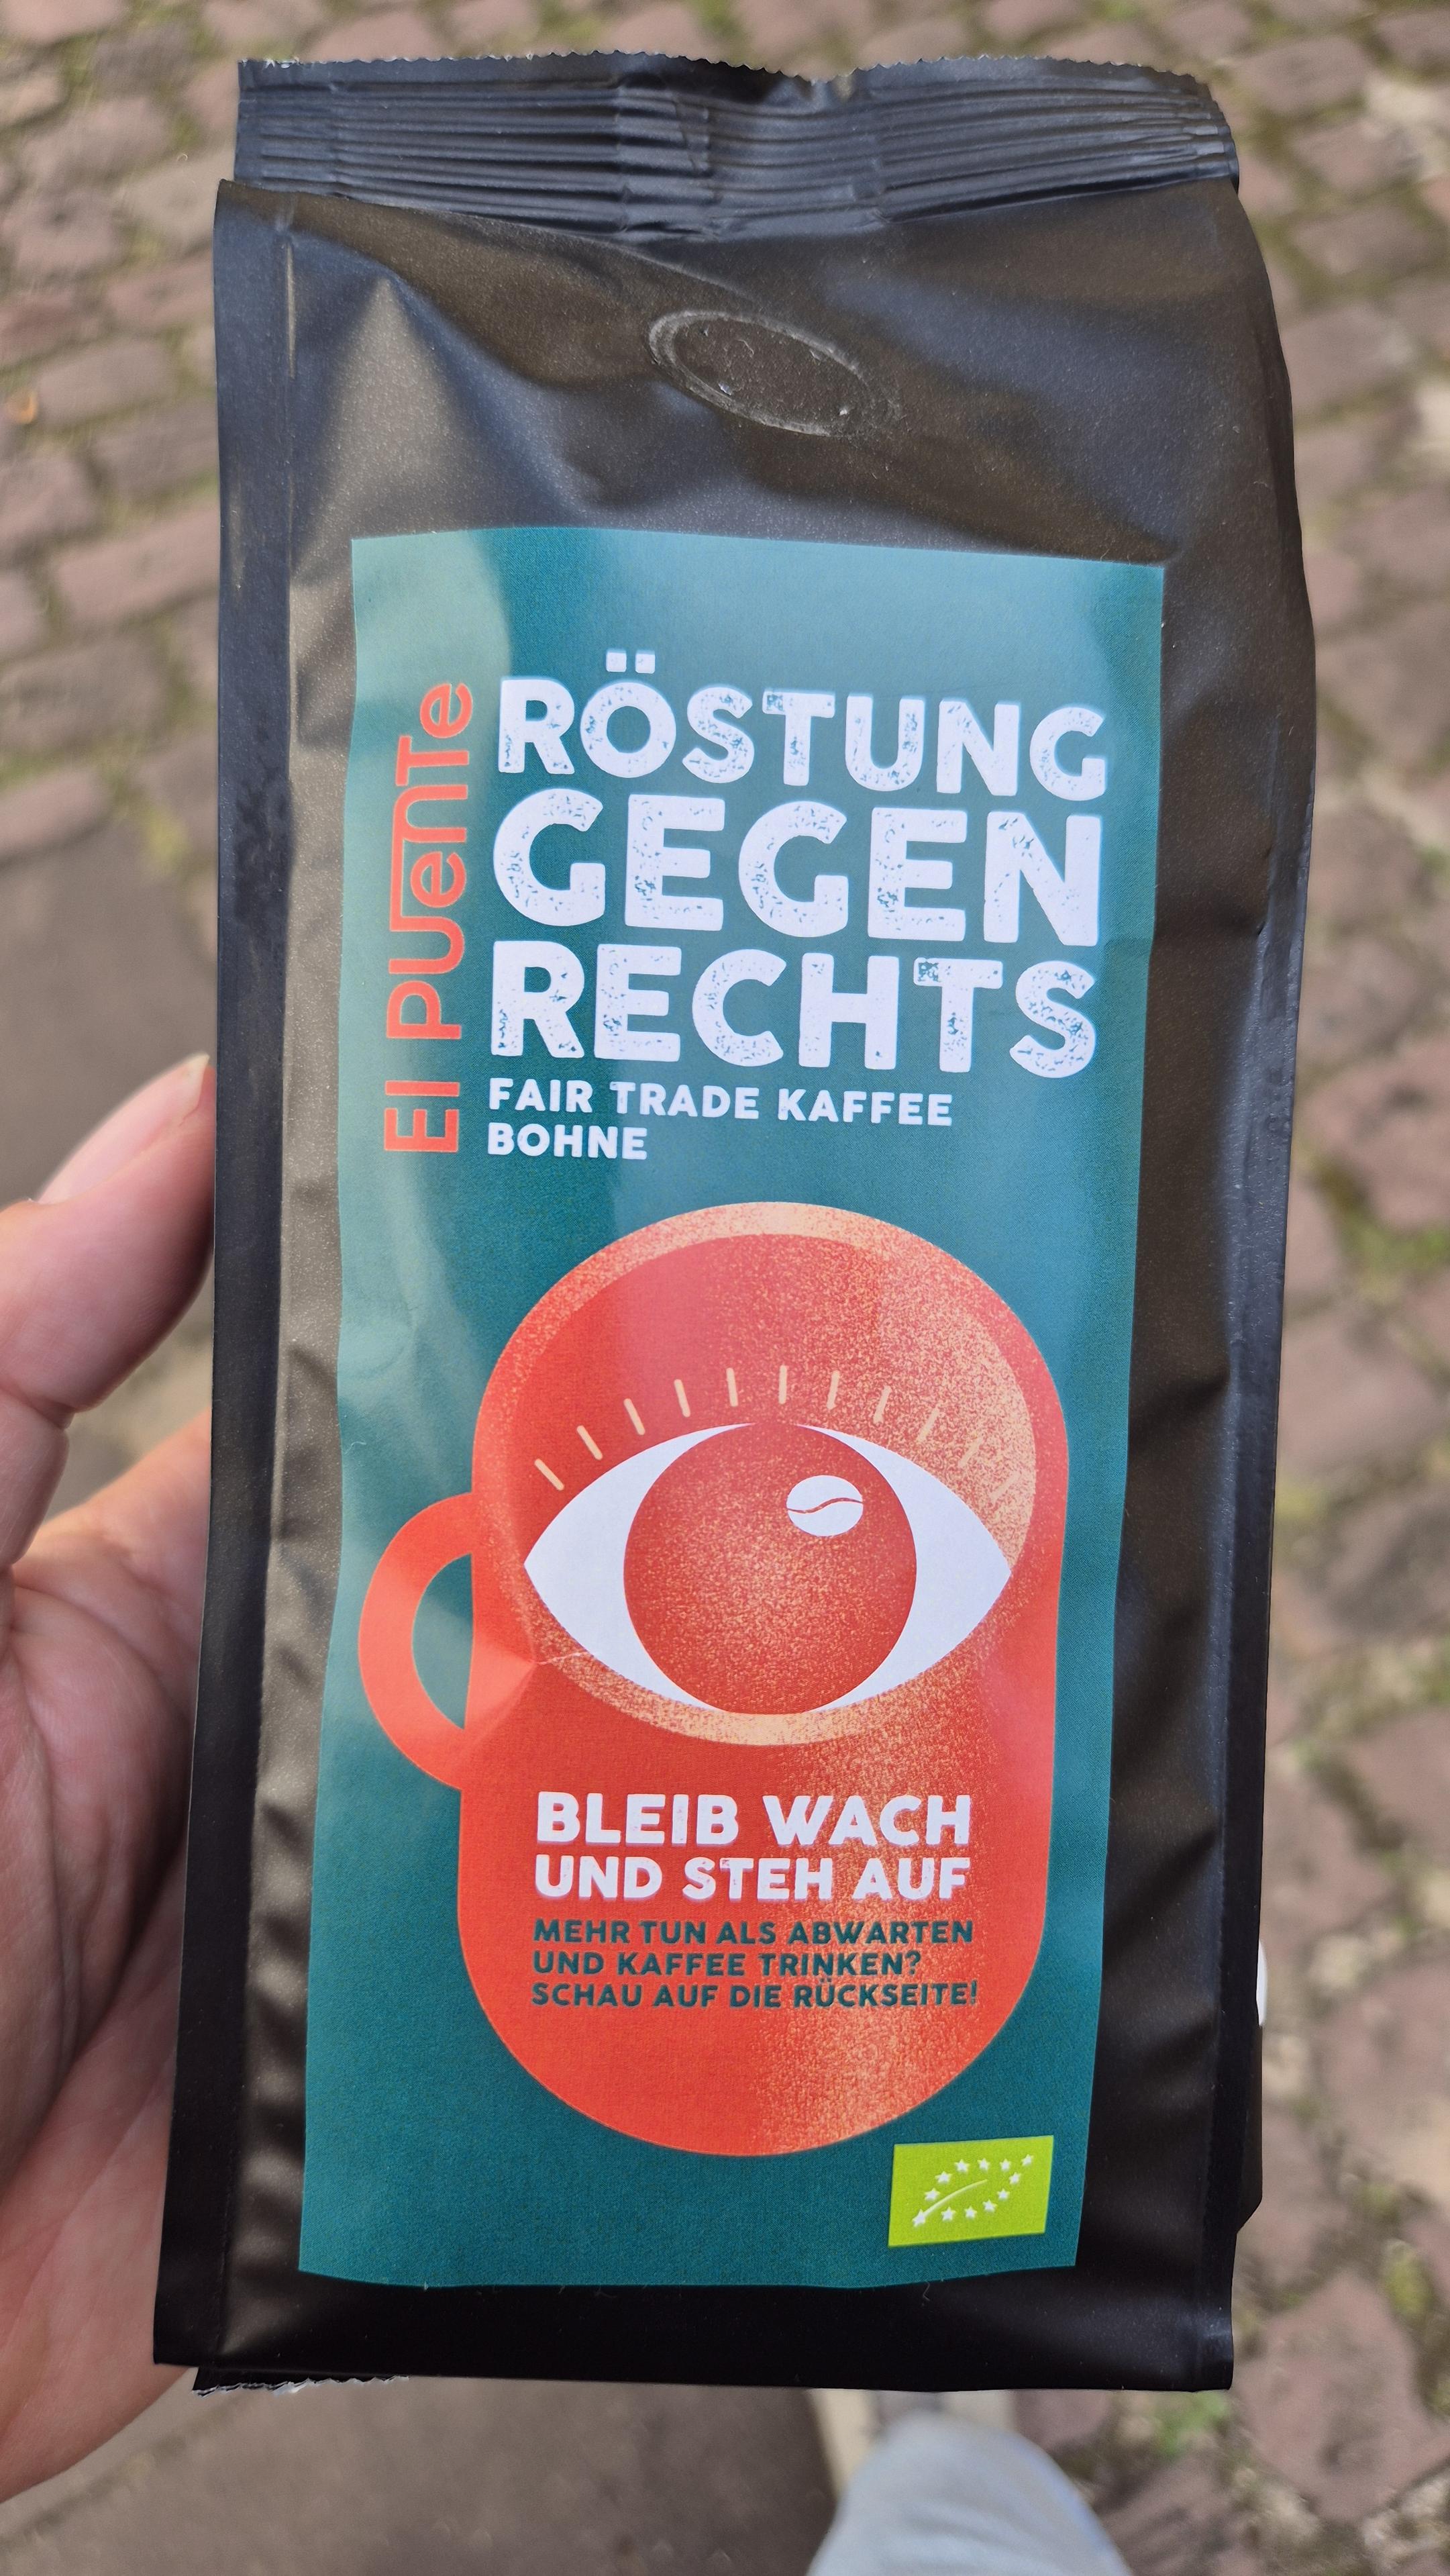 El PUenTe
RÖSTUNG
GEGEN
RECHTS
FAIR TRADE KAFFEE
BOHNE
BLEIB WACH
UND STEH AUF
MEHR TUN ALS ABWARTEN
UND KAFFEE TRINKEN?
SCHAU AUF DIE RÜCKSEITE!